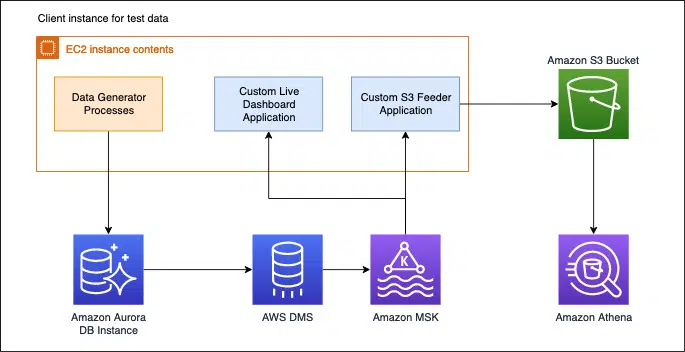 Client instance for test data
EC2 instance contents
Amazon S3 Bucket
Data Generator
Processes
Custom Live
Dashboard
Application
Custom S3 Feeder
Application
K
Amazon Aurora
DB Instance
AWS DMS
Amazon MSK
Amazon Athena